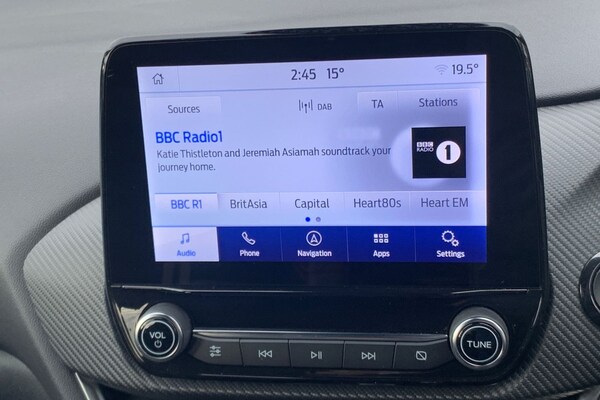 2:45 15° 19.5°
Sources DAB TA Stations
BBC Radio1
Katie Thistleton and Jeremiah Asiamah soundtrack your
journey home.
BBC
RADIO 1
BBC R1 BritAsia Capital Heart80s Heart EM
Audio Phone Navigation Apps Settings
VOL TUNE